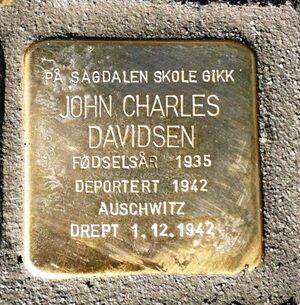 PÅ SAGDALEN SKOLE GIKK
JOHN CHARLES
DAVIDSEN
FØDSELSÅR 1935
DEPORTERT 1942
AUSCHWITZ
DREPT 1.12.1942